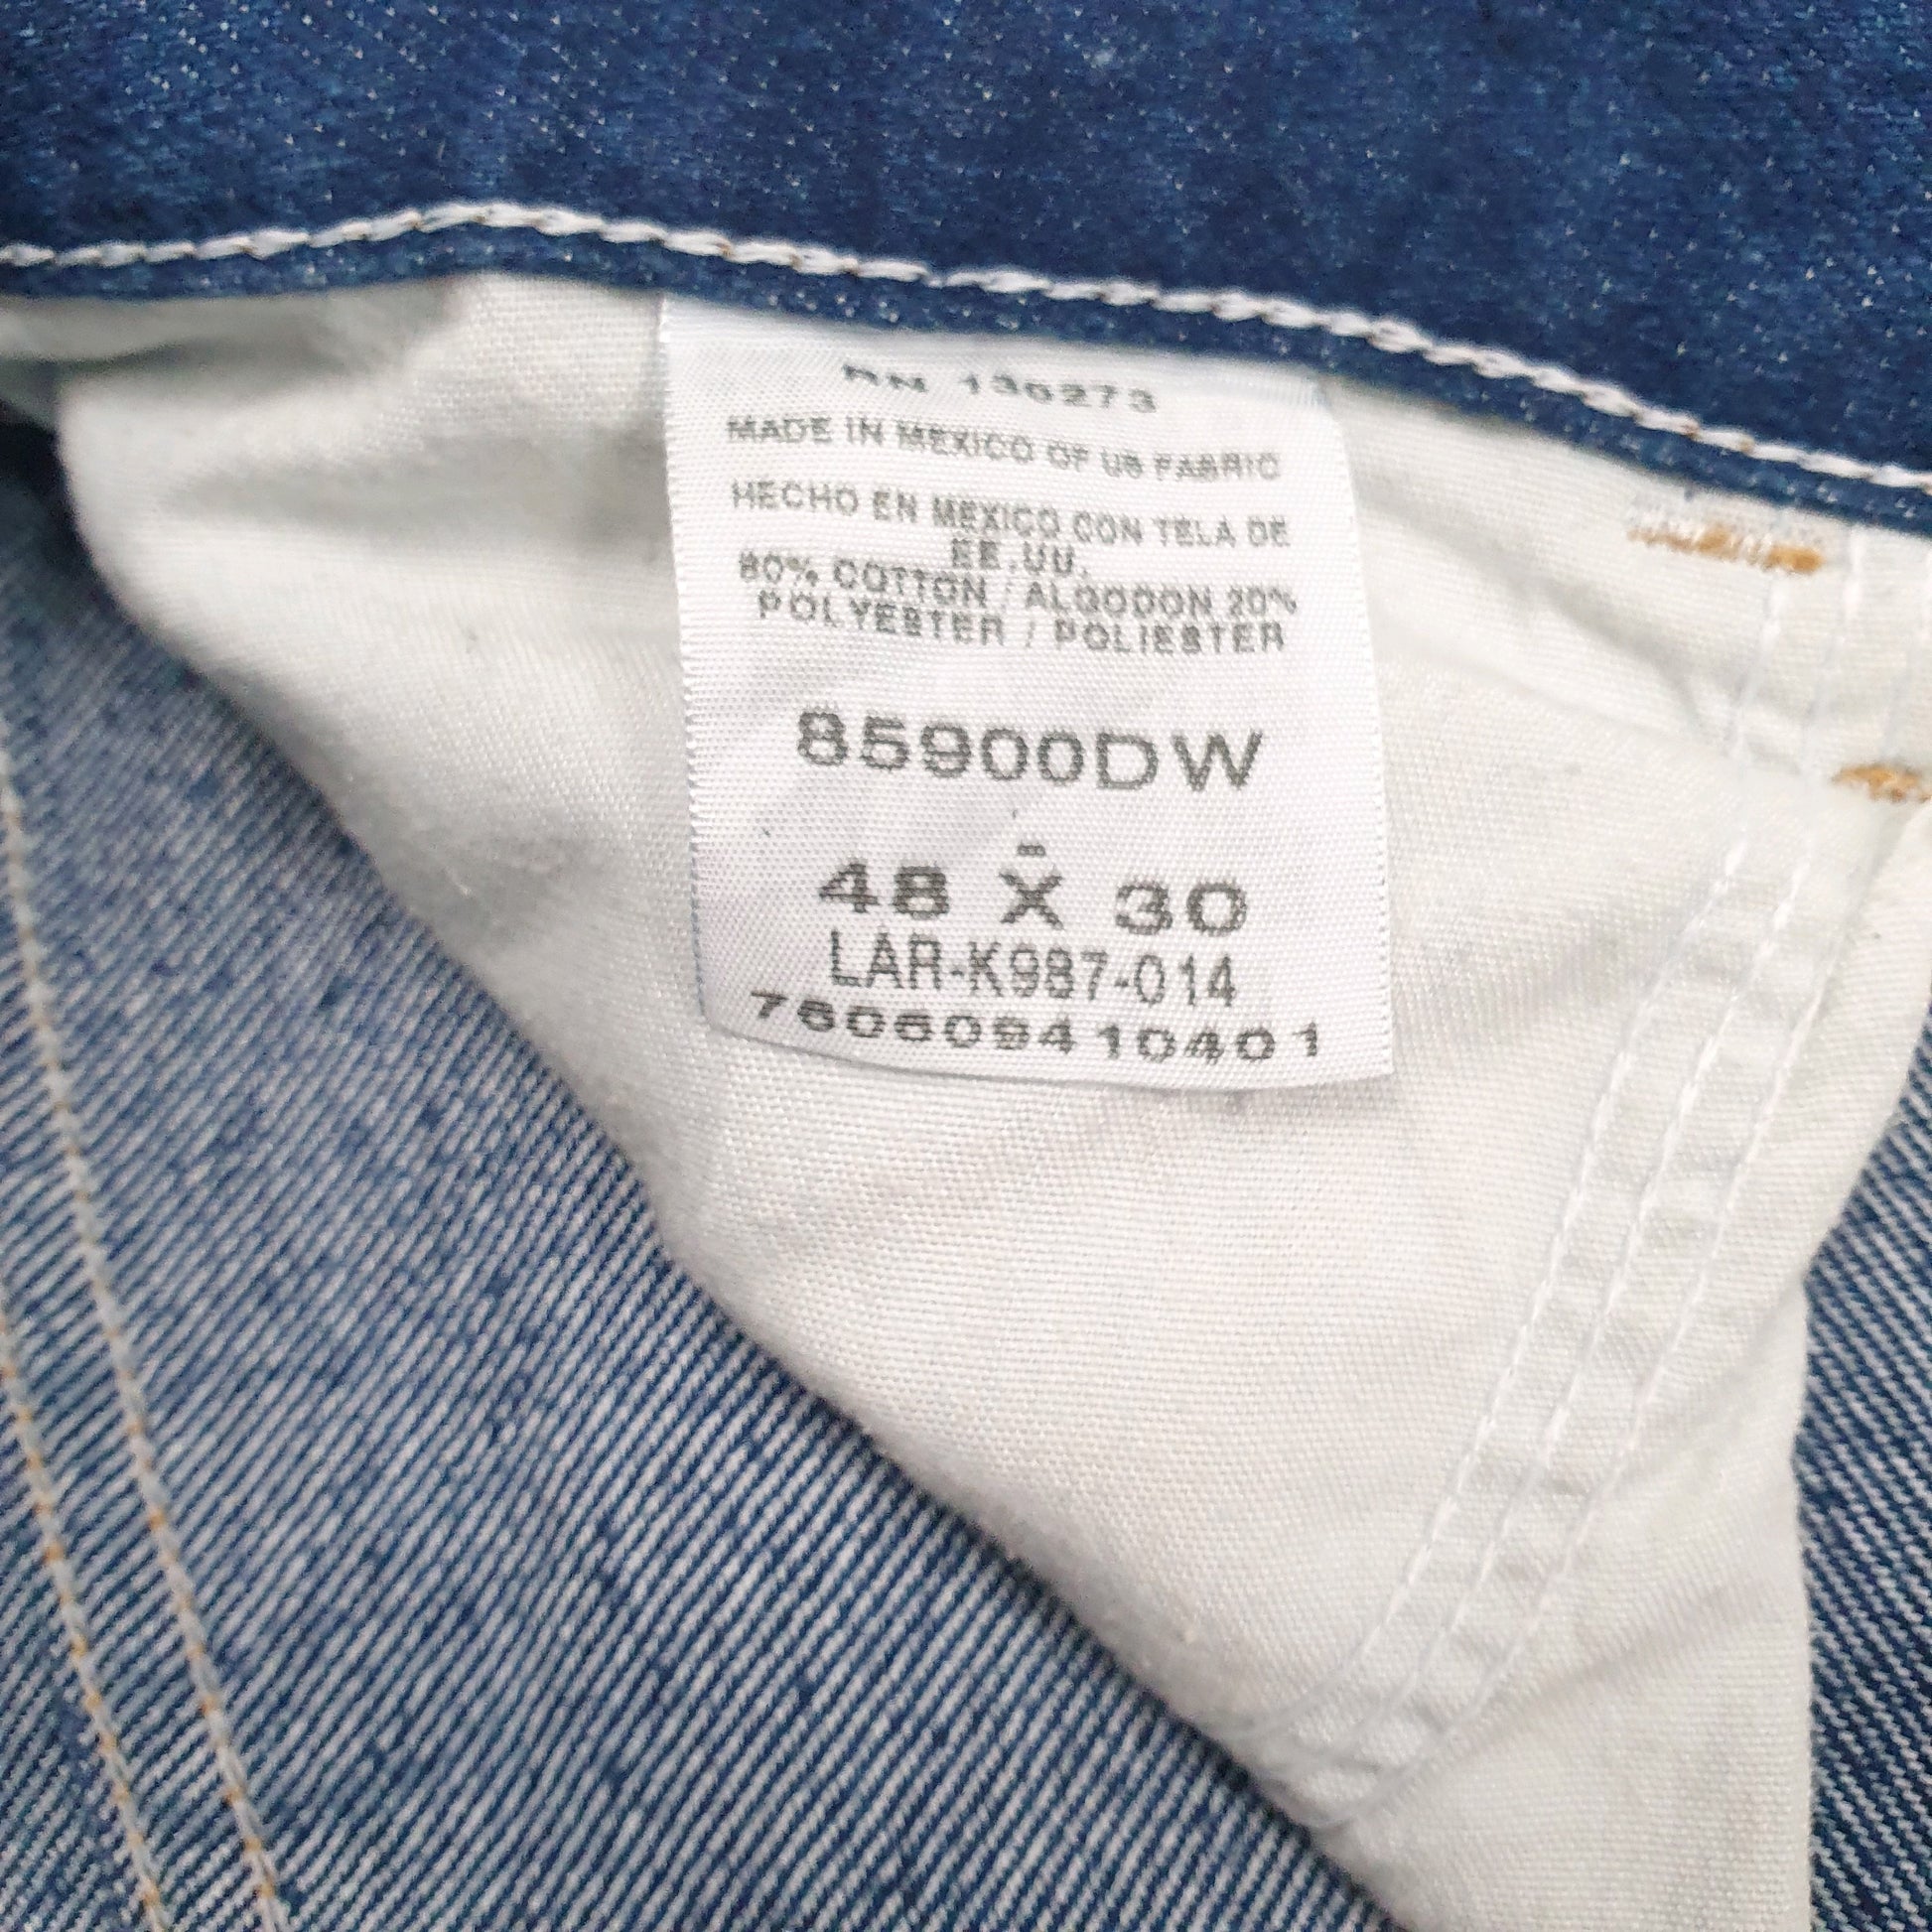 RN 136273
MADE IN MEXICO OF US FABRIC
HECHO EN MEXICO CON TELA DE
EE.UU.
80% COTTON / ALGODON 20%
POLYESTER / POLIESTER
85900DW
48 X 30
LAR-K987-014
760609410401